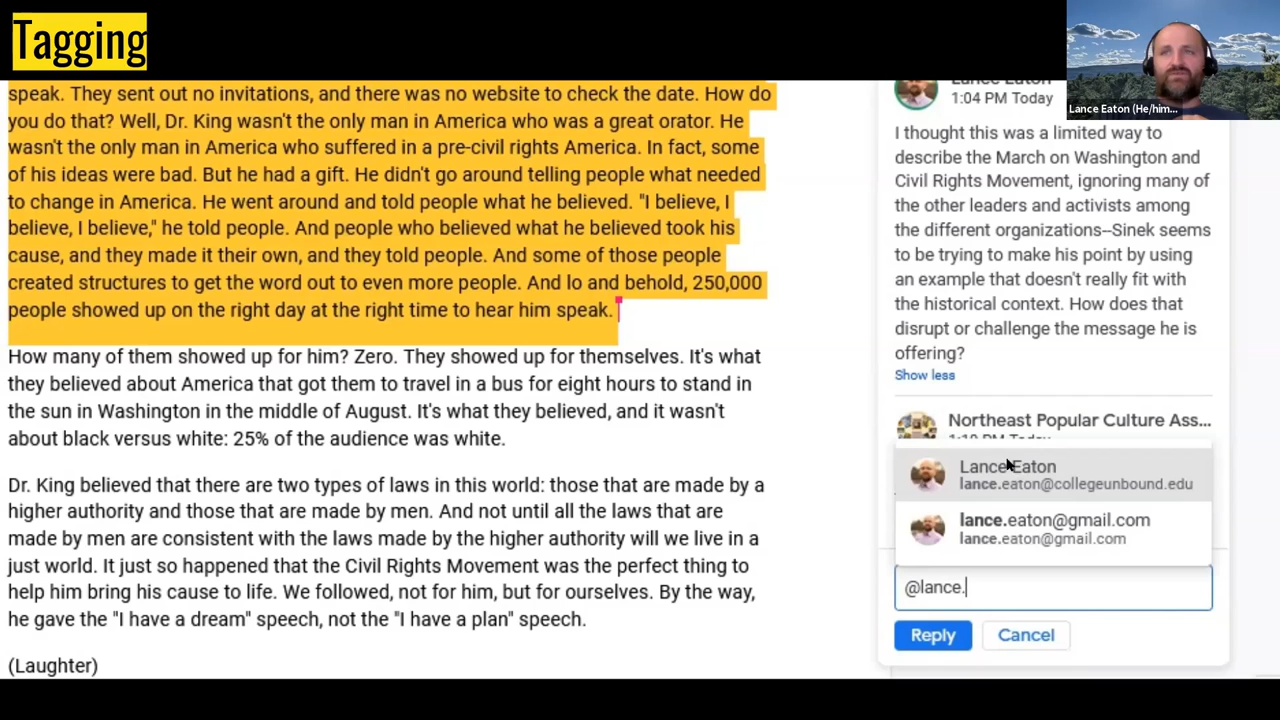 Tagging
Lance Eaton (He/him...
speak. They sent out no invitations, and there was no website to check the date. How do
you do that? Well, Dr. King wasn't the only man in America who was a great orator. He
wasn't the only man in America who suffered in a pre-civil rights America. In fact, some
of his ideas were bad. But he had a gift. He didn't go around telling people what needed
to change in America. He went around and told people what he believed. "I believe, I
believe, I believe," he told people. And people who believed what he believed took his
cause, and they made it their own, and they told people. And some of those people
created structures to get the word out to even more people. And lo and behold, 250,000
people showed up on the right day at the right time to hear him speak.
How many of them showed up for him? Zero. They showed up for themselves. It's what
they believed about America that got them to travel in a bus for eight hours to stand in
the sun in Washington in the middle of August. It's what they believed, and it wasn't
about black versus white: 25% of the audience was white.
Dr. King believed that there are two types of laws in this world: those that are made by a
higher authority and those that are made by men. And not until all the laws that are
made by men are consistent with the laws made by the higher authority will we live in a
just world. It just so happened that the Civil Rights Movement was the perfect thing to
help him bring his cause to life. We followed, not for him, but for ourselves. By the way,
he gave the "I have a dream" speech, not the "I have a plan" speech.
(Laughter)
Lance Eaton
1:04 PM Today
I thought this was a limited way to
describe the March on Washington and
Civil Rights Movement, ignoring many of
the other leaders and activists among
the different organizations--Sinek seems
to be trying to make his point by using
an example that doesn't really fit with
the historical context. How does that
disrupt or challenge the message he is
offering?
Show less
Northeast Popular Culture Ass...
1:10 PM Today
Lance Eaton
lance.eaton@collegeunbound.edu
lance.eaton@gmail.com
lance.eaton@gmail.com
@lance.
Reply Cancel